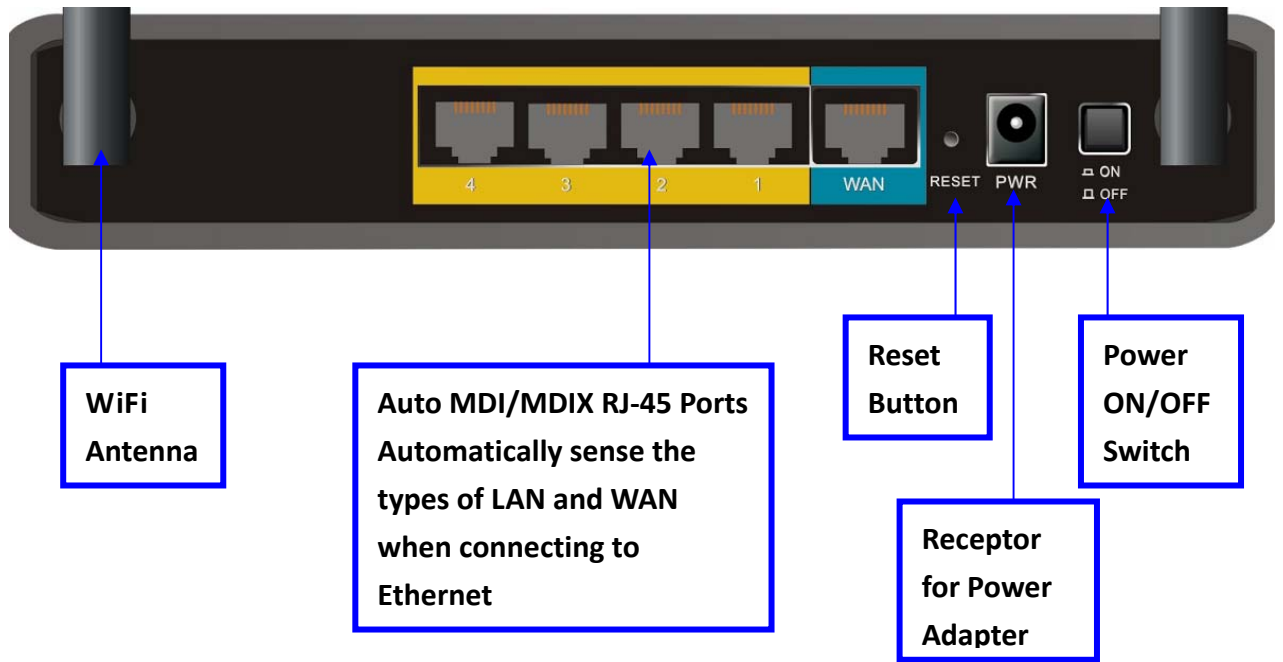 4 3 2 1 WAN RESET PWR ON
OFF
WiFi
Antenna
Auto MDI/MDIX RJ-45 Ports
Automatically sense the
types of LAN and WAN
when connecting to
Ethernet
Reset
Button
Power
ON/OFF
Switch
Receptor
for Power
Adapter